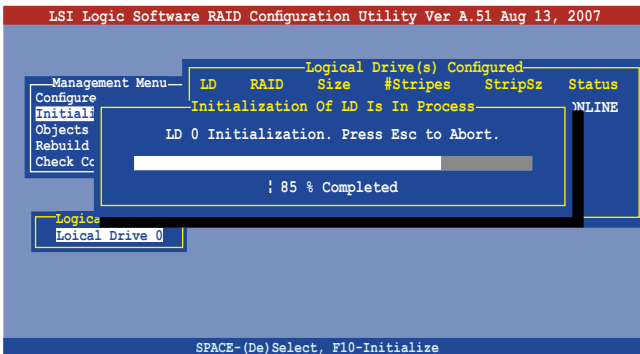 LSI Logic Software RAID Configuration Utility Ver A.51 Aug 13, 2007
Logical Drive(s) Configured
LD RAID Size #Stripes StripSz Status
ONLINE
Management Menu
Configure
Initiali
Objects
Rebuild
Check Co
Initialization Of LD Is In Process
LD 0 Initialization. Press Esc to Abort.
¦ 85 % Completed
Logica
Loical Drive 0
SPACE-(De)Select, F10-Initialize